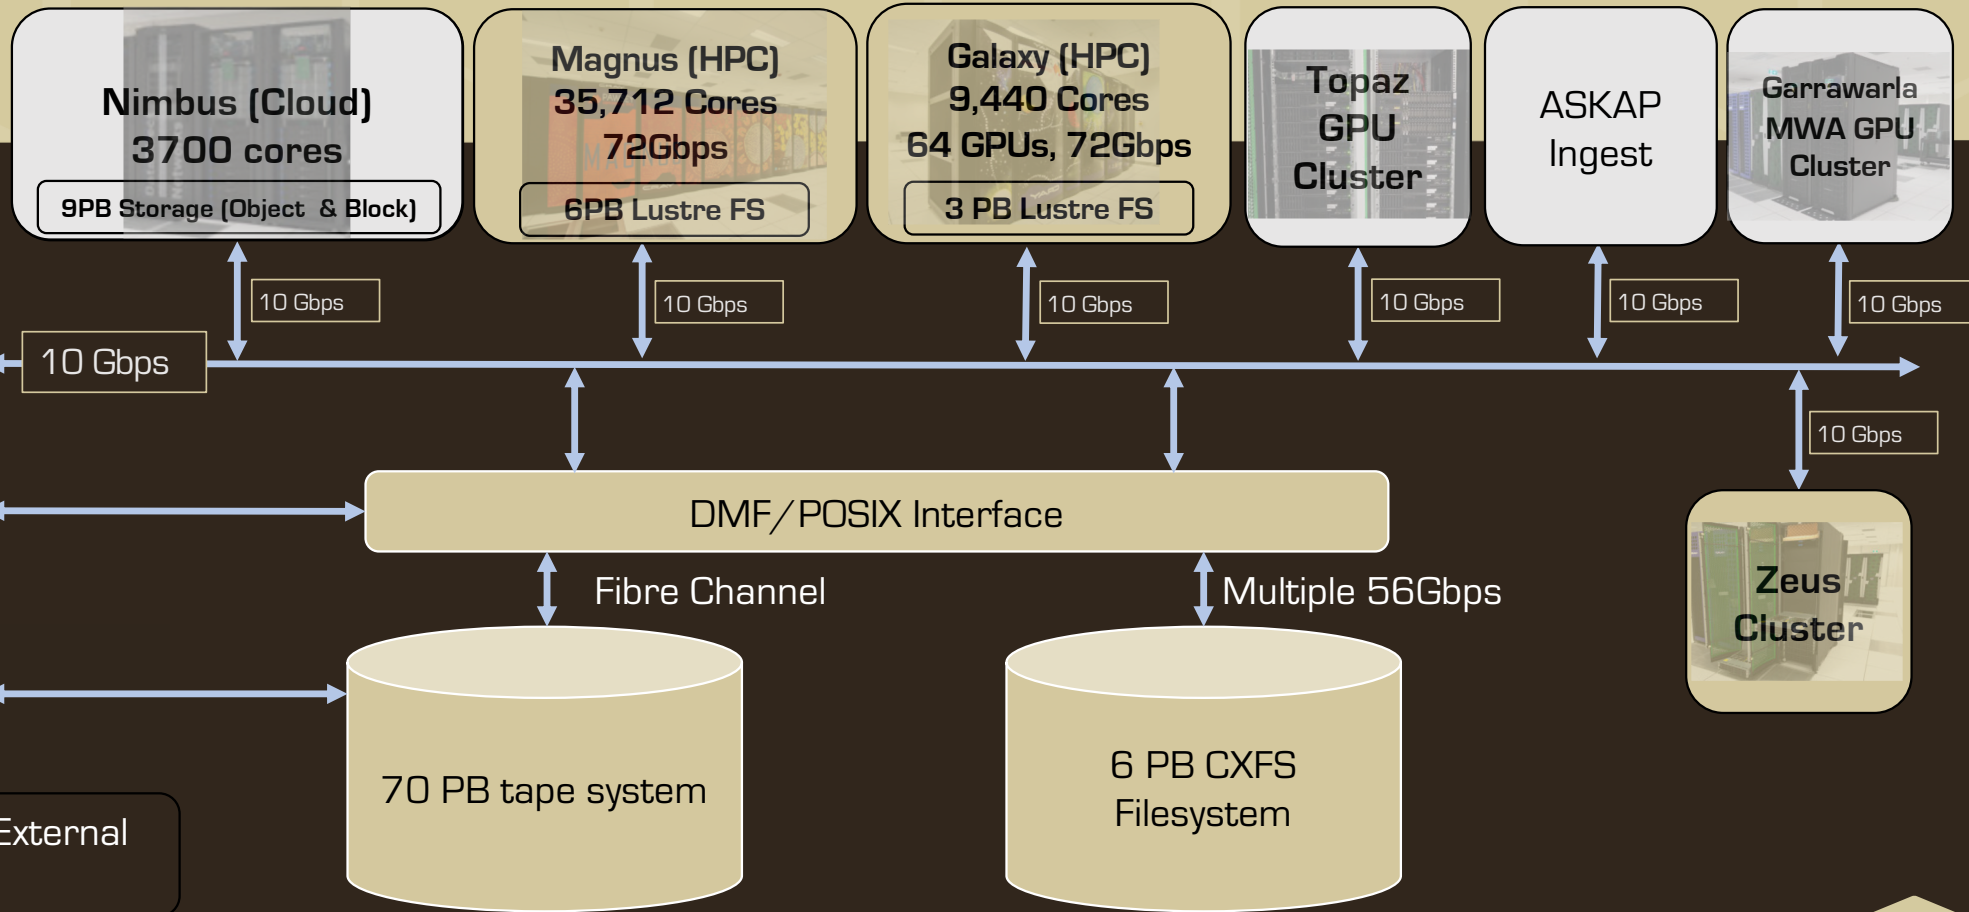 Nimbus (Cloud)
3700 cores
9PB Storage (Object & Block)
Magnus (HPC)
35,712 Cores
72Gbps
6PB Lustre FS
Galaxy (HPC)
9,440 Cores
64 GPUs, 72Gbps
3 PB Lustre FS
Topaz
GPU
Cluster
ASKAP
Ingest
Garrawarla
MWA GPU
Cluster
10 Gbps
10 Gbps
10 Gbps
10 Gbps
10 Gbps
10 Gbps
10 Gbps
10 Gbps
DMF/POSIX Interface
Fibre Channel
Multiple 56Gbps
Zeus
Cluster
70 PB tape system
6 PB CXFS
Filesystem
External